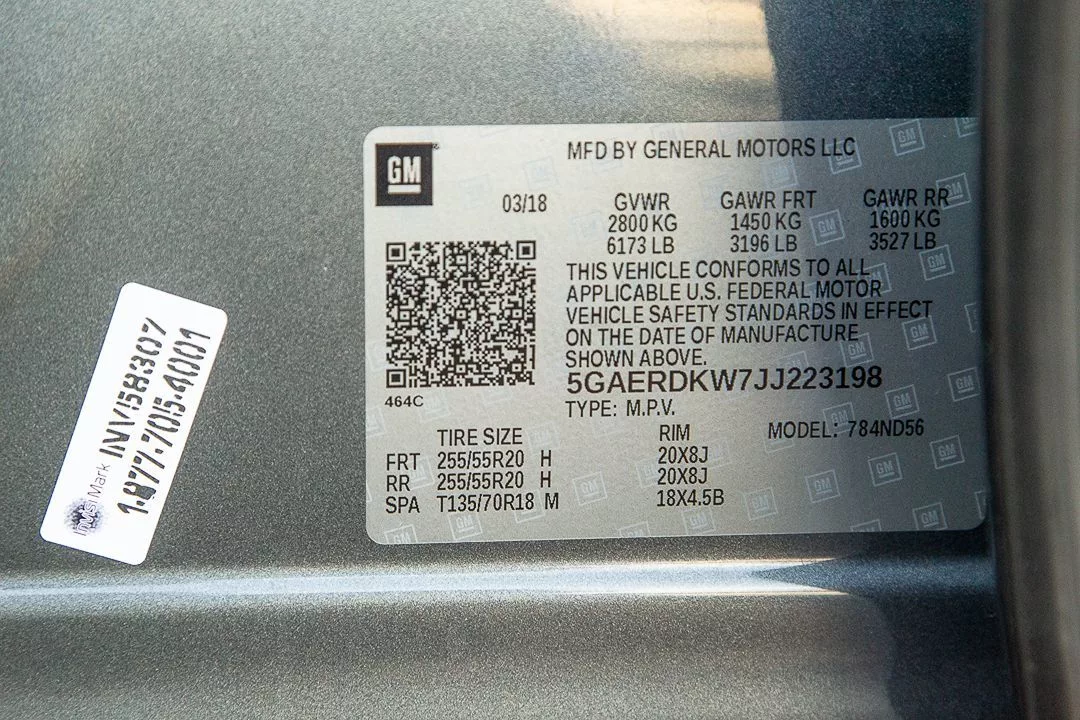 GM
MFD BY GENERAL MOTORS LLC
03/18
GVWR GAWR FRT GAWR RR
2800 KG 1450 KG 1600 KG
6173 LB 3196 LB 3527 LB
THIS VEHICLE CONFORMS TO ALL
APPLICABLE U.S. FEDERAL MOTOR
VEHICLE SAFETY STANDARDS IN EFFECT
ON THE DATE OF MANUFACTURE
SHOWN ABOVE.
5GAERDKW7JJ223198
464C
TYPE: M.P.V.
MODEL: 784ND56
TIRE SIZE RIM
FRT 255/55R20 H 20X8J
RR 255/55R20 H 20X8J
SPA T135/70R18 M 18X4.5B
InMsi Mark
INV158307
1.877.705.4001